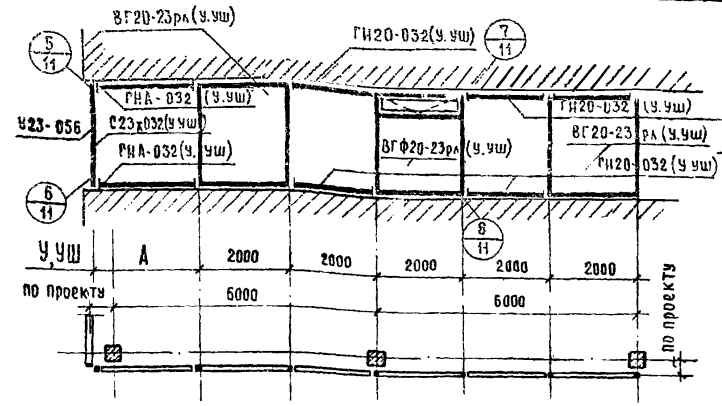 ВГ20-23рл(У.УШ)
5
11
ГН20-032(У.УШ)
7
11
ГНА-032 (У.УШ)
ГН20-032 (У.УШ)
У23-056
С23х032(У.УШ)
ВГ20-23 рл (У.УШ)
ГНА-032(У.УШ)
ВГФ20-23рл(У.УШ)
ГН20-032(У.УШ)
6
11
8
11
У,УШ
А
2000
2000
2000
2000
2000
по проекту
6000
6000
по проекту